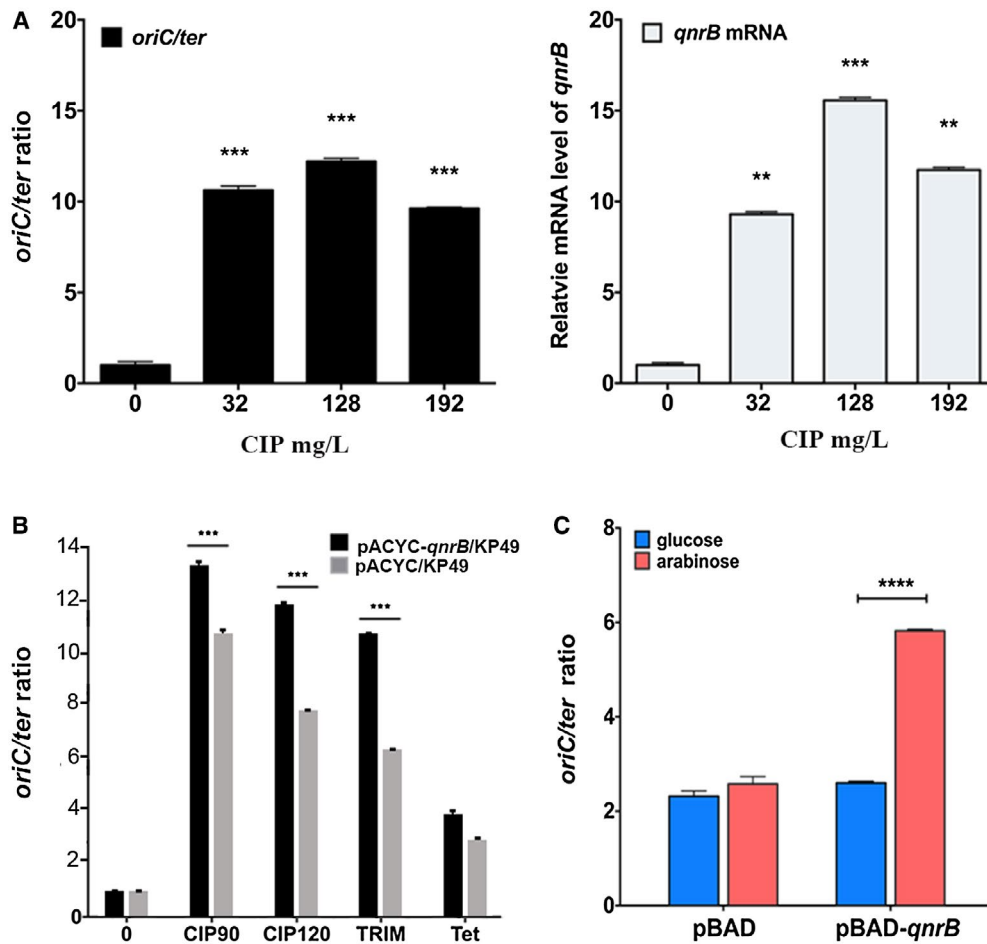 A
20
15
10
5
0
oriC/ter ratio
oriC/ter
***
***
***
0 32 128 192
CIP mg/L
20
15
10
5
0
Relatvie mRNA level of qnrB
qnrB mRNA
**
***
**
0 32 128 192
CIP mg/L
B
14
12
10
8
6
4
2
0
oriC/ter ratio
pACYC-qnrB/KP49
pACYC/KP49
***
***
***
0 CIP90 CIP120 TRIM Tet
C
8
6
4
2
0
oriC/ter ratio
glucose
arabinose
****
pBAD pBAD-qnrB